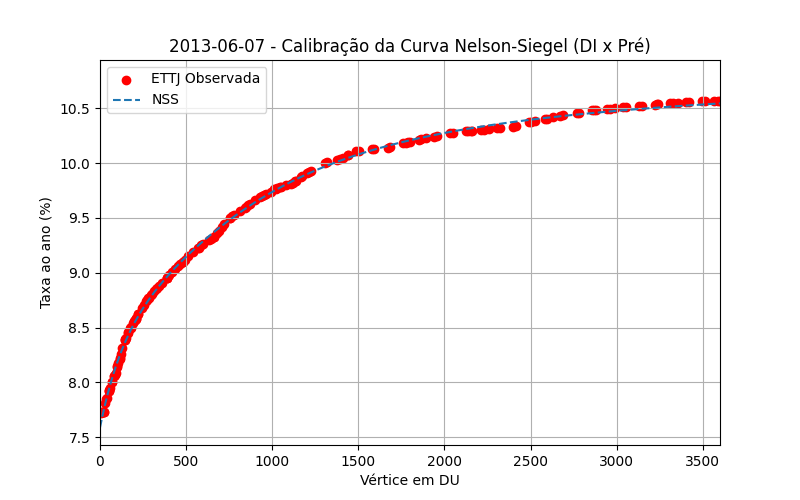 2013-06-07 - Calibração da Curva Nelson-Siegel (DI x Pré)
ETTJ Observada
NSS
Taxa ao ano (%)
10.5
10.0
9.5
9.0
8.5
8.0
7.5
0 500 1000 1500 2000 2500 3000 3500
Vértice em DU